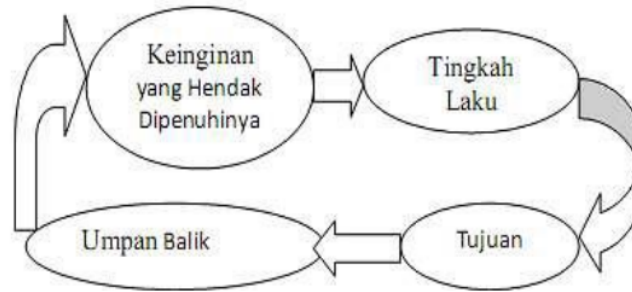 Keinginan
yang Hendak
Dipenuhinya
Tingkah
Laku
Tujuan
Umpan Balik